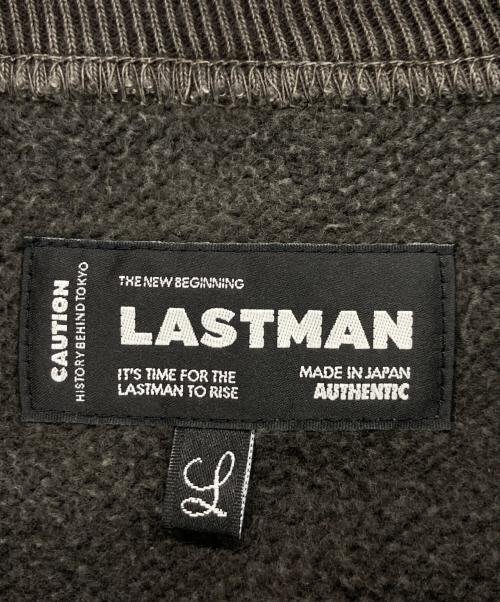 CAUTION
HISTORY BEHIND TOKYO
THE NEW BEGINNING
LASTMAN
IT'S TIME FOR THE
LASTMAN TO RISE
MADE IN JAPAN
AUTHENTIC
L